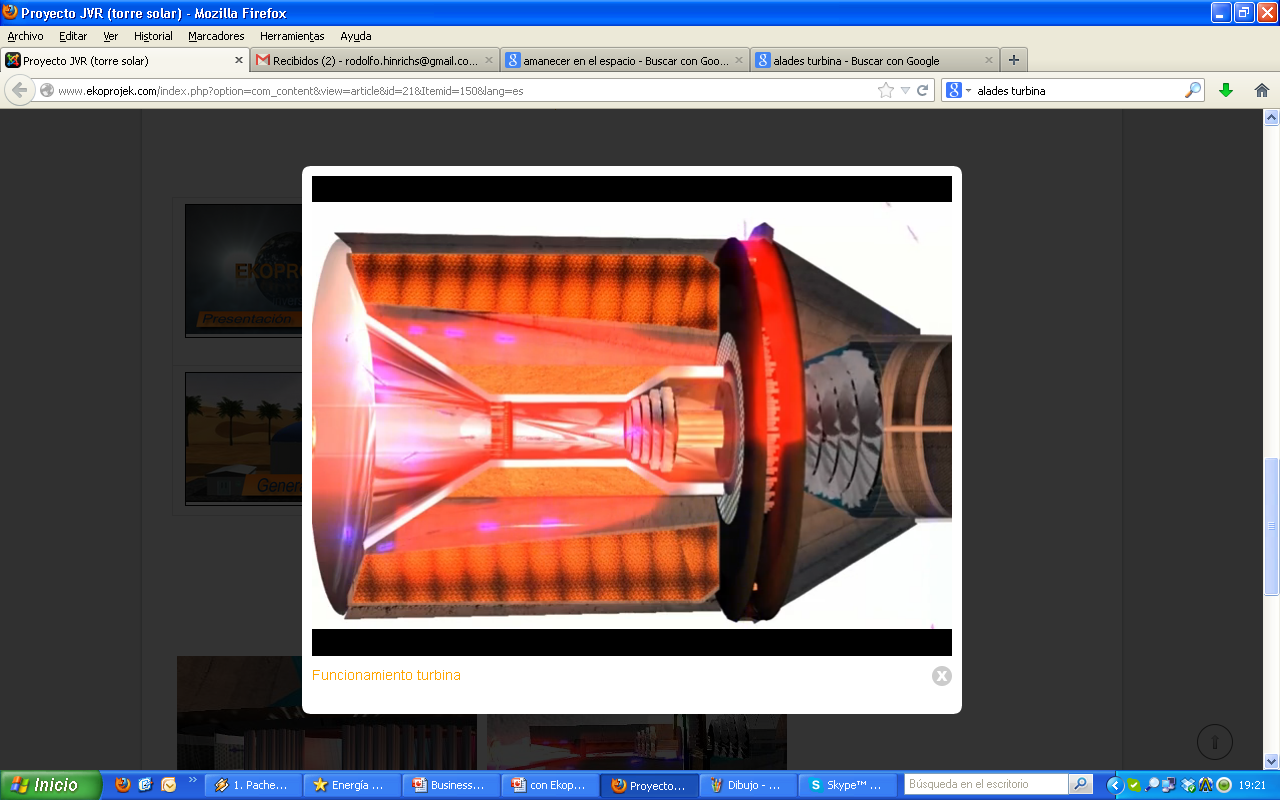 Proyecto JVR (torre solar) - Mozilla Firefox
Archivo Editar Ver Historial Marcadores Herramientas Ayuda
Proyecto JVR (torre solar)
Recibidos (2) - rodolfo.hinrichs@gmail.co...
amanecer en el espacio - Buscar con Goo...
alades turbina - Buscar con Google
www.ekoprojek.com/index.php?option=com_content&view=article&id=21&Itemid=150&lang=es
alades turbina
EKOPRO
Presentación
Gener
Funcionamiento turbina
Inicio
1. Pache...
Energía ...
Business...
con Ekop...
Proyecto...
Dibujo - ...
Skype™ ...
Búsqueda en el escritorio
19:21